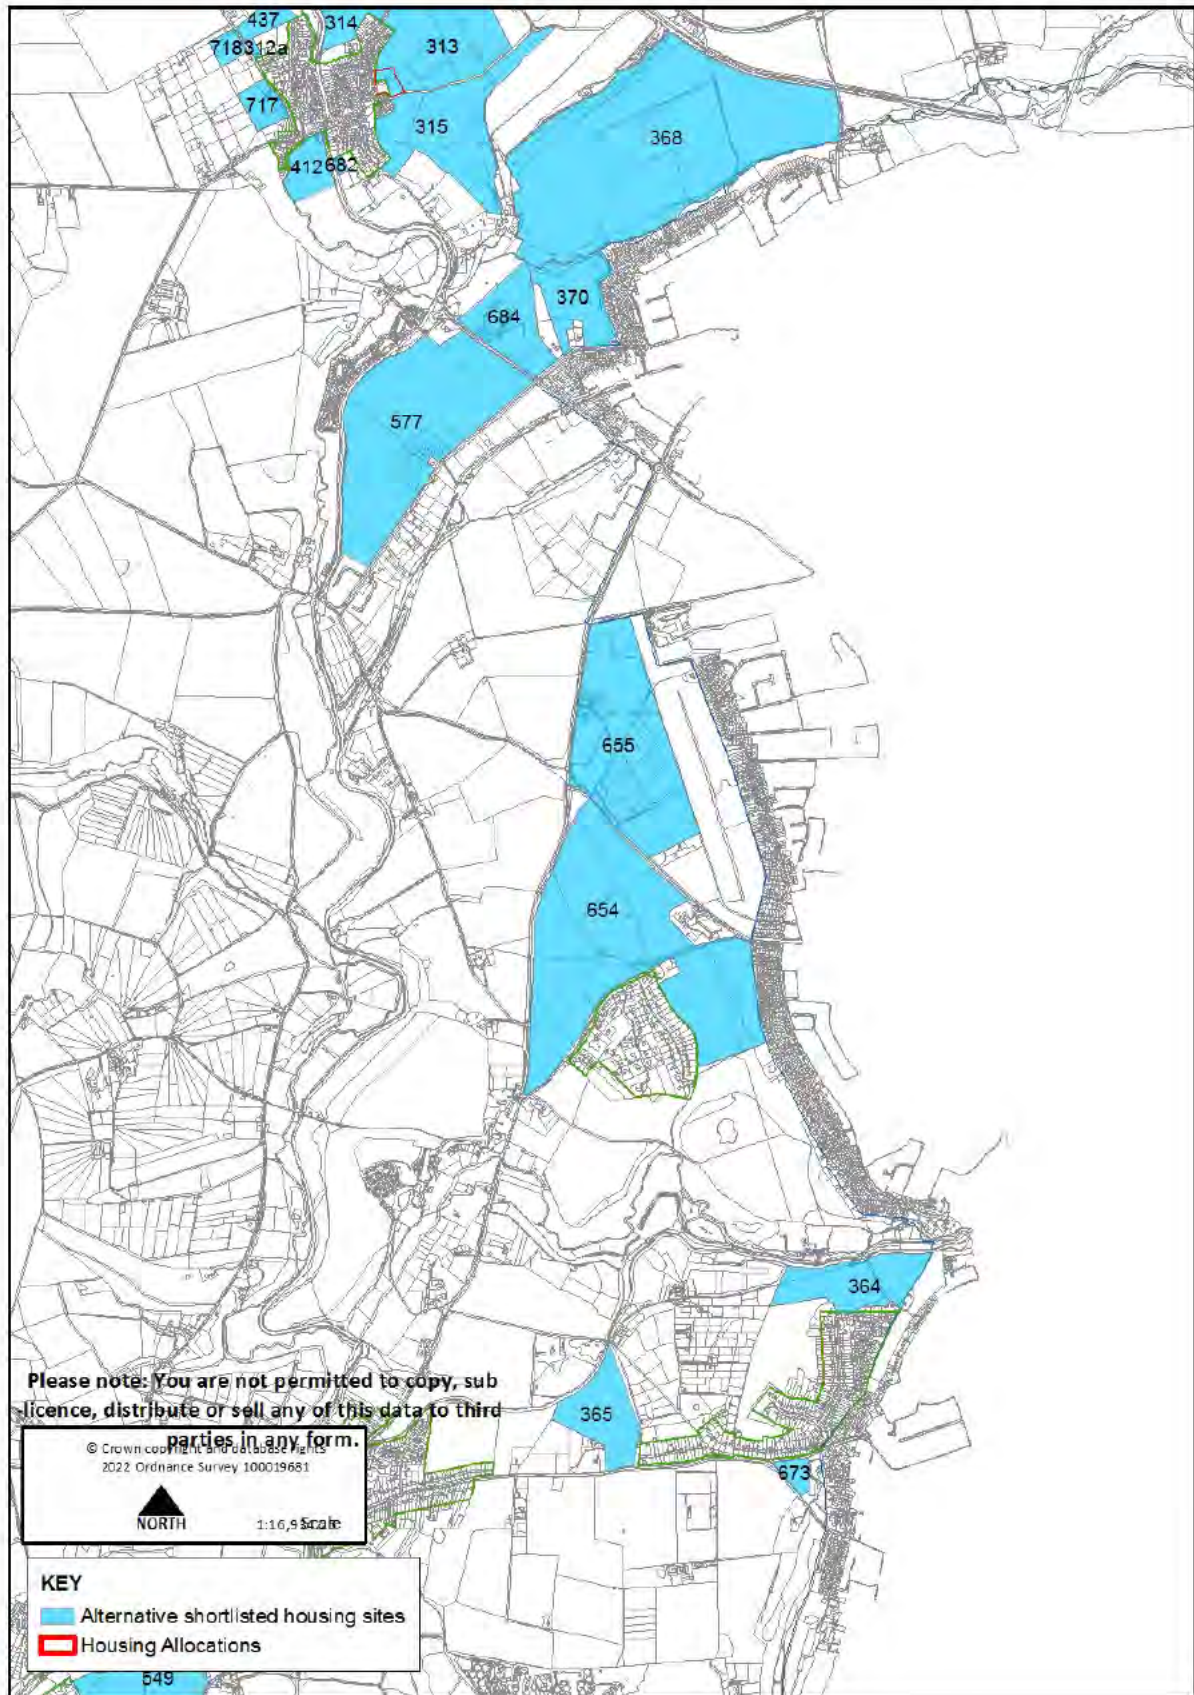 437
314
718312a
313
717
315
368
412682
370
684
577
655
654
364
365
673
Please note: You are not permitted to copy, sub
licence, distribute or sell any of this data to third
parties in any form.
© Crown copyright and database rights
2022 Ordnance Survey 100019681
NORTH
Scale
KEY
Alternative shortlisted housing sites
Housing Allocations
549